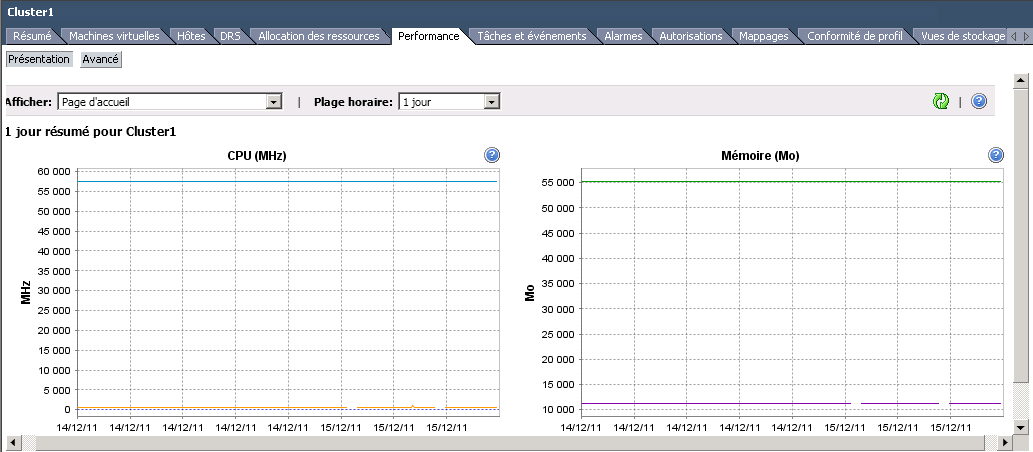 Cluster1
Résumé Machines virtuelles Hôtes DRS Allocation des ressources Performance Tâches et événements Alarmes Autorisations Mappages Conformité de profil Vues de stockage
Présentation Avancé
Afficher: Page d'accueil | Plage horaire: 1 jour |
1 jour résumé pour Cluster1
CPU (MHz)
60 000
55 000
50 000
45 000
40 000
35 000
30 000
25 000
20 000
15 000
10 000
5 000
0
MHz
14/12/11 14/12/11 14/12/11 14/12/11 14/12/11 15/12/11 15/12/11 15/12/11
Mémoire (Mo)
55 000
50 000
45 000
40 000
35 000
30 000
25 000
20 000
15 000
10 000
Mo
14/12/11 14/12/11 14/12/11 14/12/11 14/12/11 15/12/11 15/12/11 15/12/11